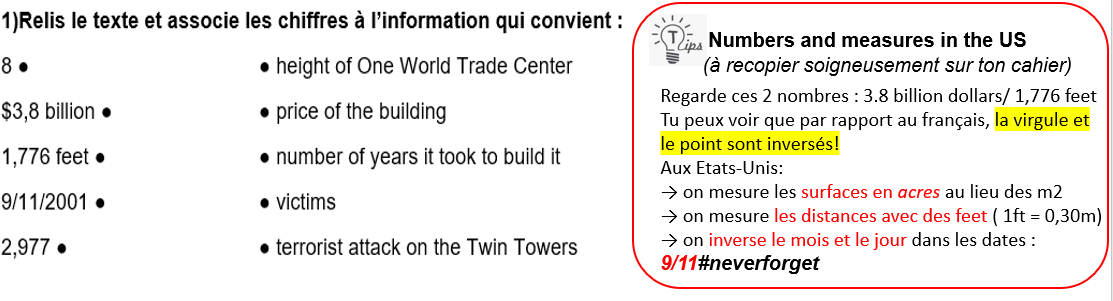 1)Relis le texte et associe les chiffres à l'information qui convient :
8 ● ● height of One World Trade Center
$3,8 billion ● ● price of the building
1,776 feet ● ● number of years it took to build it
9/11/2001 ● ● victims
2,977 ● ● terrorist attack on the Twin Towers
Tips
Numbers and measures in the US
(à recopier soigneusement sur ton cahier)
Regarde ces 2 nombres : 3.8 billion dollars/ 1,776 feet
Tu peux voir que par rapport au français, la virgule et
le point sont inversés!
Aux Etats-Unis:
→ on mesure les surfaces en acres au lieu des m2
→ on mesure les distances avec des feet ( 1ft = 0,30m)
→ on inverse le mois et le jour dans les dates :
9/11#neverforget